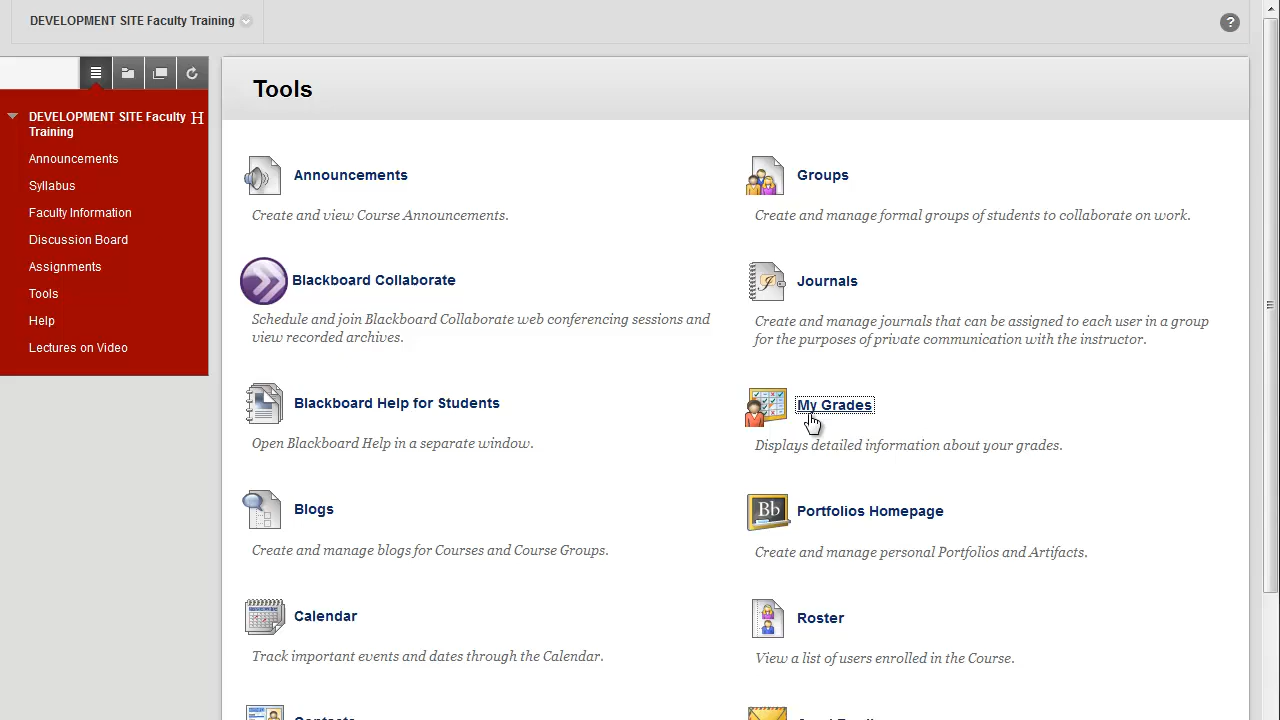 DEVELOPMENT SITE Faculty Training
?
DEVELOPMENT SITE Faculty H
Training
Announcements
Syllabus
Faculty Information
Discussion Board
Assignments
Tools
Help
Lectures on Video
Tools
Announcements
Create and view Course Announcements.
Blackboard Collaborate
Schedule and join Blackboard Collaborate web conferencing sessions and
view recorded archives.
Blackboard Help for Students
Open Blackboard Help in a separate window.
Blogs
Create and manage blogs for Courses and Course Groups.
Calendar
Track important events and dates through the Calendar.
Groups
Create and manage formal groups of students to collaborate on work.
Journals
Create and manage journals that can be assigned to each user in a group
for the purposes of private communication with the instructor.
My Grades
Displays detailed information about your grades.
Bb
Portfolios Homepage
Create and manage personal Portfolios and Artifacts.
Roster
View a list of users enrolled in the Course.